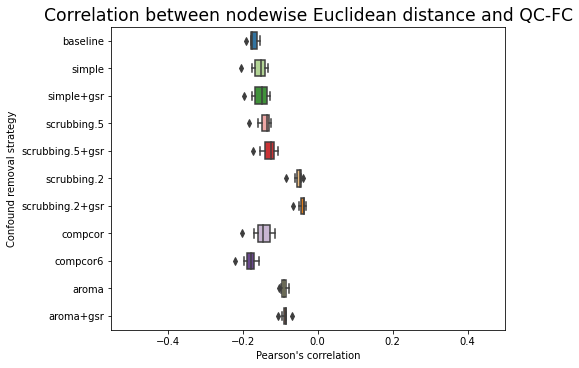 Correlation between nodewise Euclidean distance and QC-FC
Confound removal strategy
baseline
simple
simple+gsr
scrubbing.5
scrubbing.5+gsr
scrubbing.2
scrubbing.2+gsr
compcor
compcor6
aroma
aroma+gsr
−0.4 −0.2 0.0 0.2 0.4
Pearson's correlation